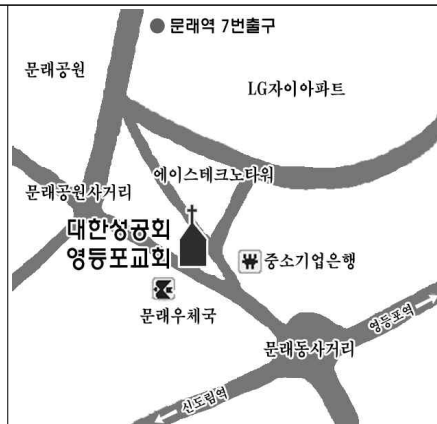 문래역 7번출구
문래공원
LG자이아파트
에이스테크노타워
문래공원사거리
대한성공회
영등포교회
₩ 중소기업은행
문래우체국
영등포역
문래동사거리
신도림역